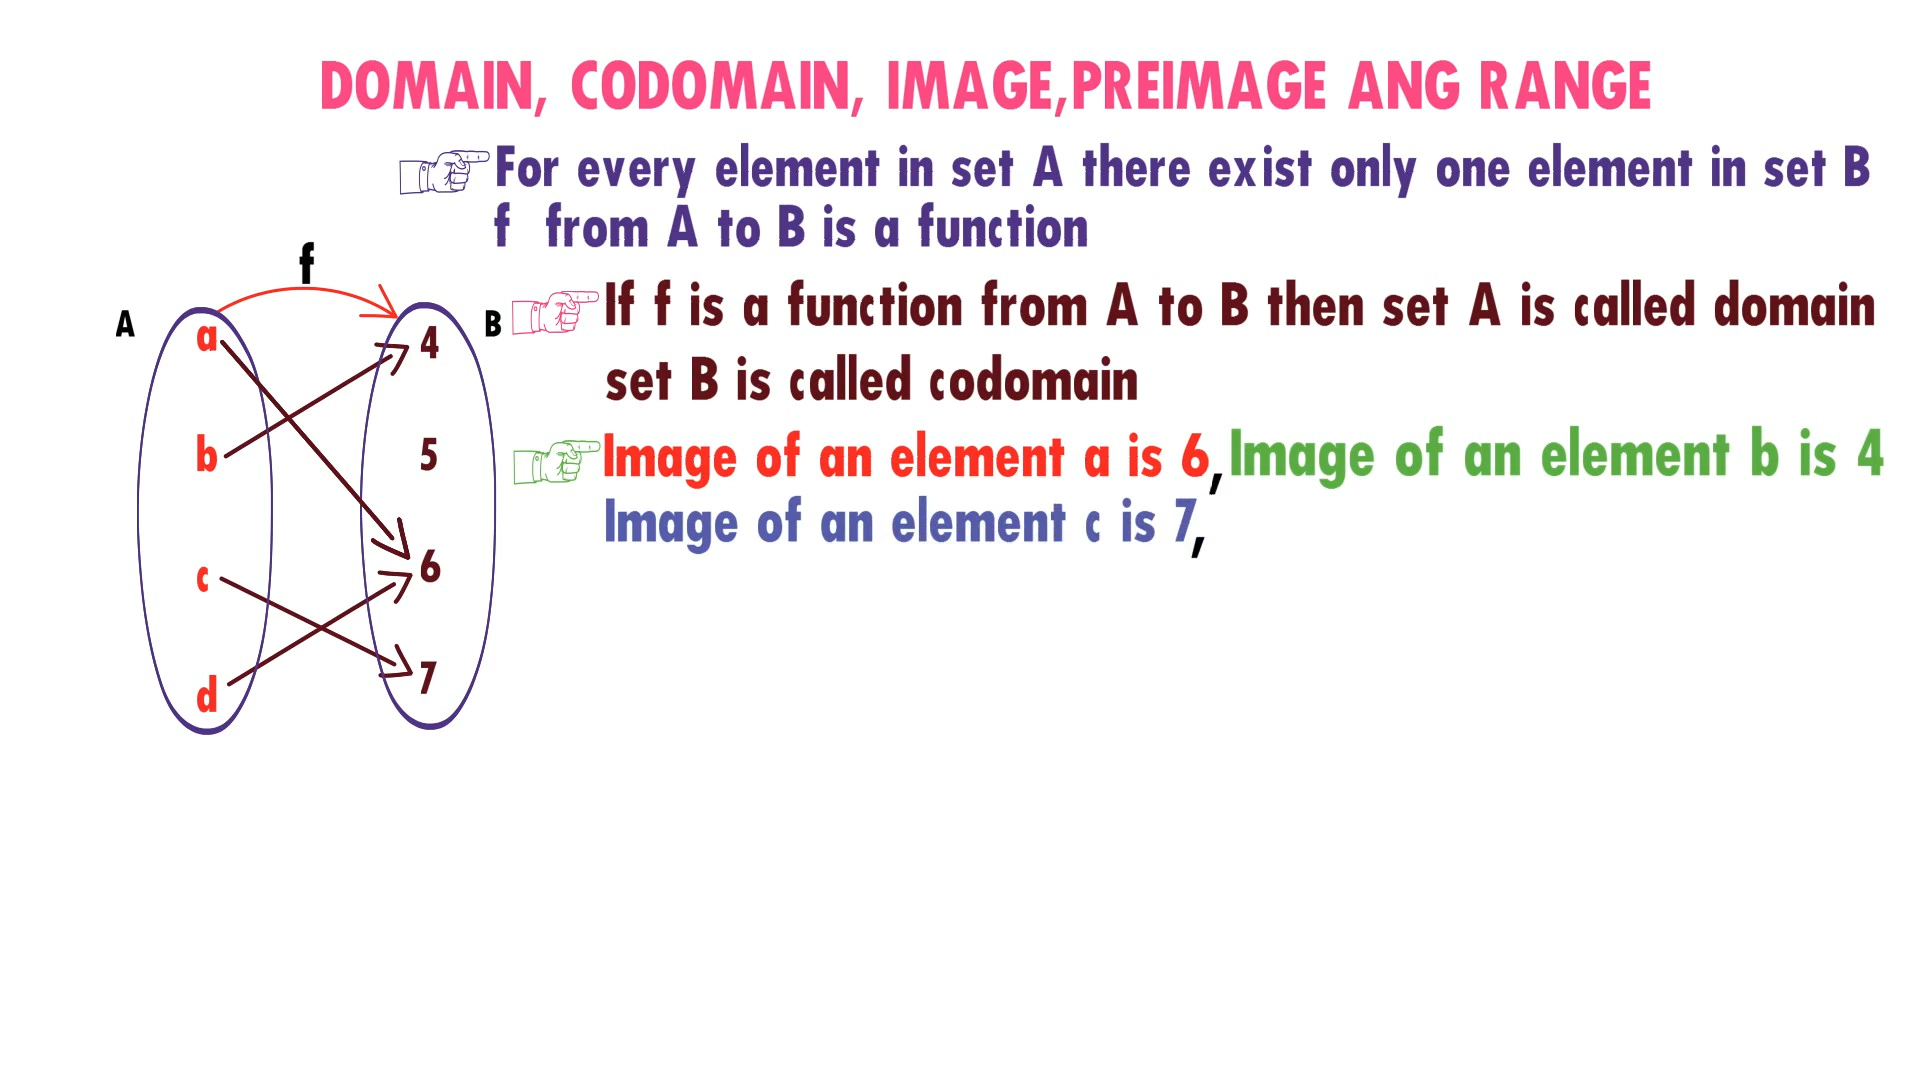 DOMAIN, CODOMAIN, IMAGE,PREIMAGE ANG RANGE
For every element in set A there exist only one element in set B
f from A to B is a function
If f is a function from A to B then set A is called domain
set B is called codomain
Image of an element a is 6, Image of an element b is 4
Image of an element c is 7,
f
A
B
a
4
b
5
c
6
d
7